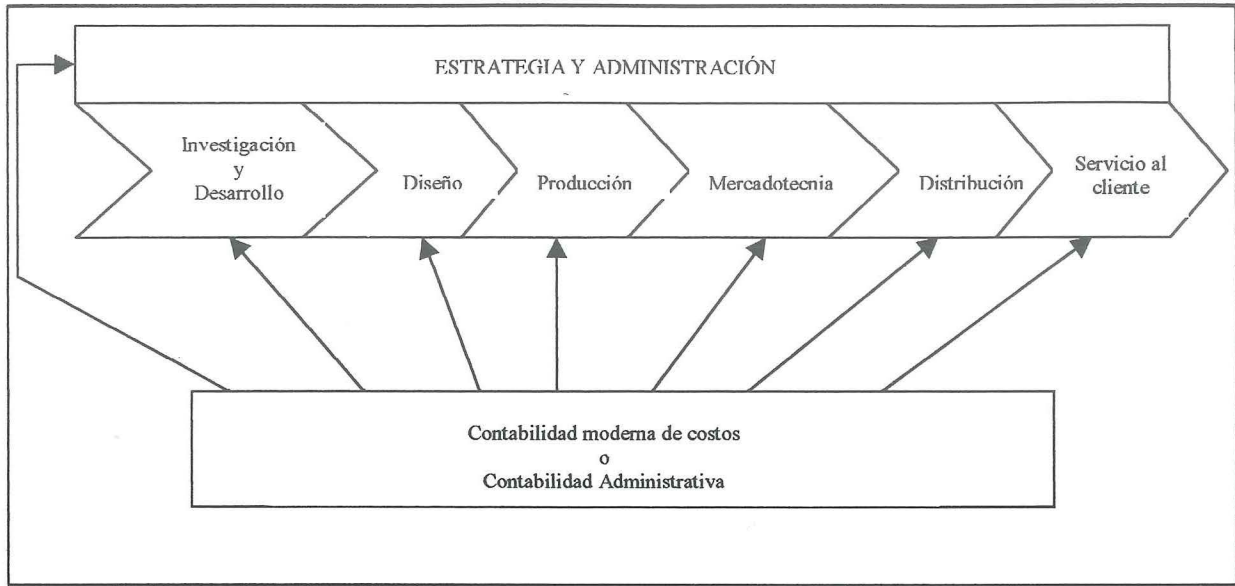 ESTRATEGIA Y ADMINISTRACIÓN
Investigación
y
Desarrollo
Diseño
Producción
Mercadotecnia
Distribución
Servicio al
cliente
Contabilidad moderna de costos
o
Contabilidad Administrativa